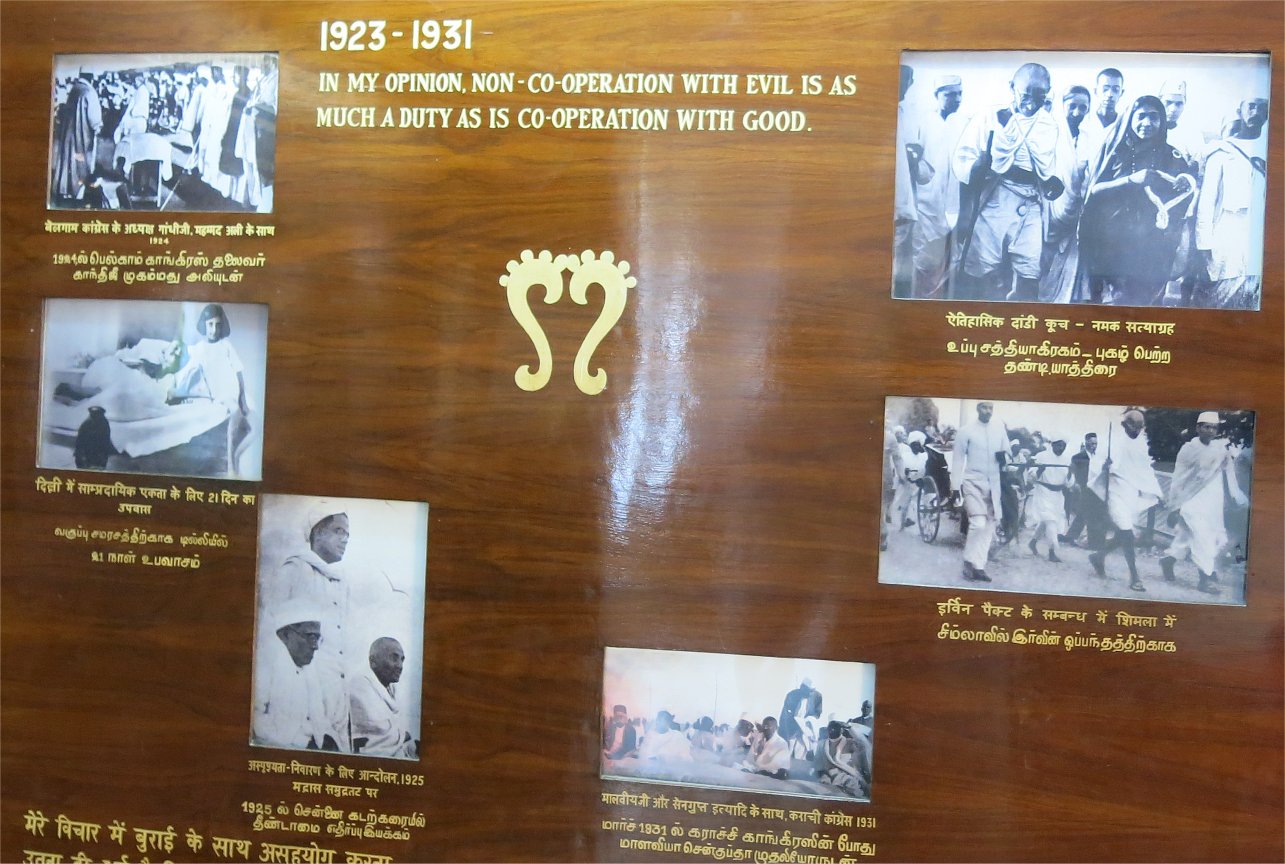 1923 - 1931
IN MY OPINION, NON-CO-OPERATION WITH EVIL IS AS
MUCH A DUTY AS IS CO-OPERATION WITH GOOD.
बेलगाम कांग्रेस के अध्यक्ष गांधीजी, महम्मद अली के साथ
1924
1924ல் பெல்காம் காங்கிரஸ் தலைவர்
காந்திஜீ முகம்மது அலியுடன்
दिल्ली में साम्प्रदायिक एकता के लिए 21 दिन का
उपवास
வகுப்பு சமரசத்திற்காக டில்லியில்
21 நாள் உபவாசம்
अस्पृश्यता-निवारण के लिए आन्दोलन, 1925
मद्रास समुद्रतट पर
1925 ல் சென்னை கடற்கரையில்
தீண்டாமை எதிர்ப்பு இயக்கம்
ऐतिहासिक दांडी कूच - नमक सत्याग्रह
உப்பு சத்தியாகிரகம் - புகழ் பெற்ற
தண்டி யாத்திரை
इर्विन पैक्ट के सम्बन्ध में शिमला में
சிம்லாவில் இர்வின் ஒப்பந்தத்திற்காக
मालवीयजी और सेनगुप्त इत्यादि के साथ, कराची कांग्रेस 1931
மார்ச் 1931 ல் கராச்சி காங்கிரஸின் போது
மாளவியா சென்குப்தா முதலியோருடன்
मेरे विचार में बुराई के साथ असहयोग करना